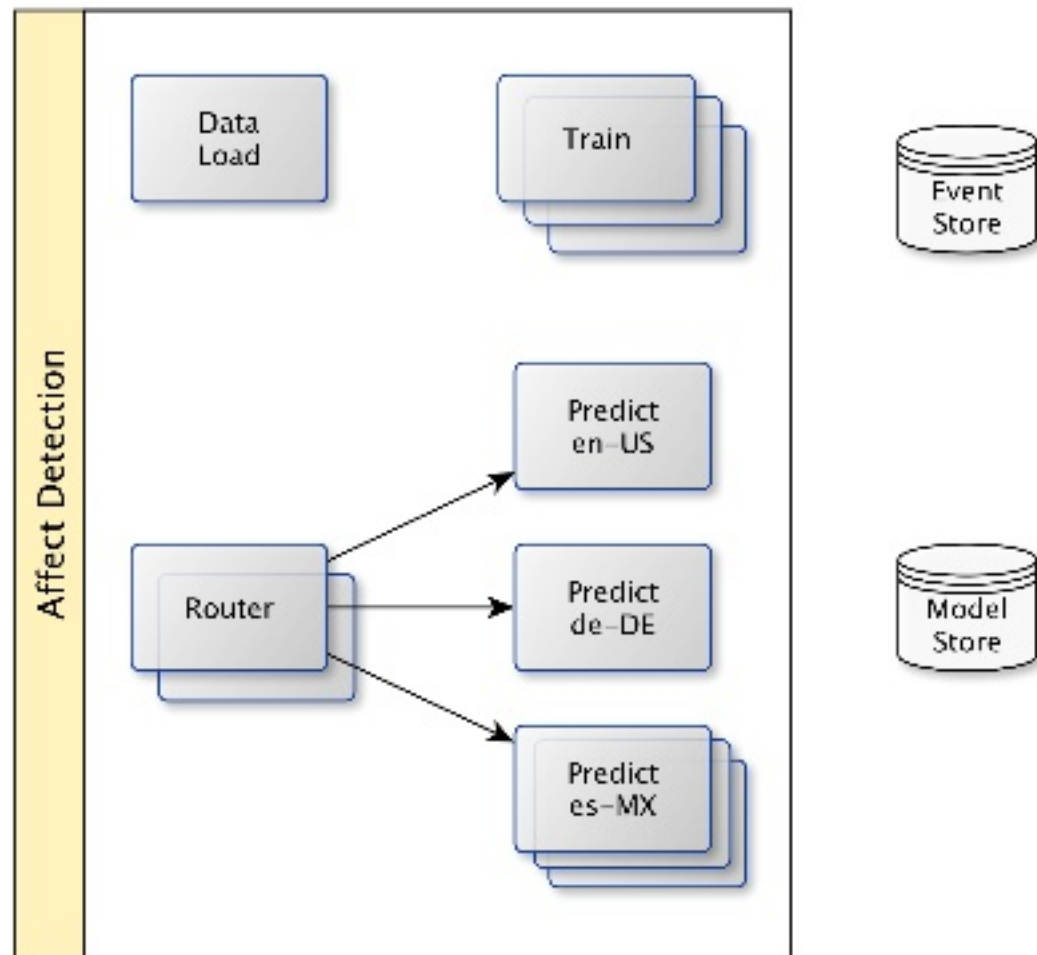 Affect Detection
Data
Load
Train
Event
Store
Predict
en-US
Router
Predict
de-DE
Model
Store
Predict
es-MX